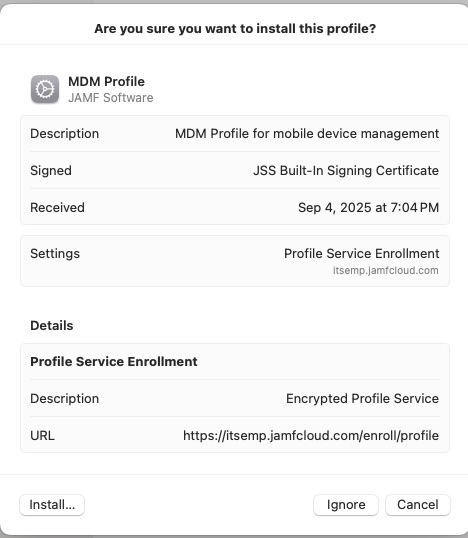 Are you sure you want to install this profile?
MDM Profile
JAMF Software
Description MDM Profile for mobile device management
Signed JSS Built-In Signing Certificate
Received Sep 4, 2025 at 7:04 PM
Settings Profile Service Enrollment
itsemp.jamfcloud.com
Details
Profile Service Enrollment
Description Encrypted Profile Service
URL https://itsemp.jamfcloud.com/enroll/profile
Install... Ignore Cancel